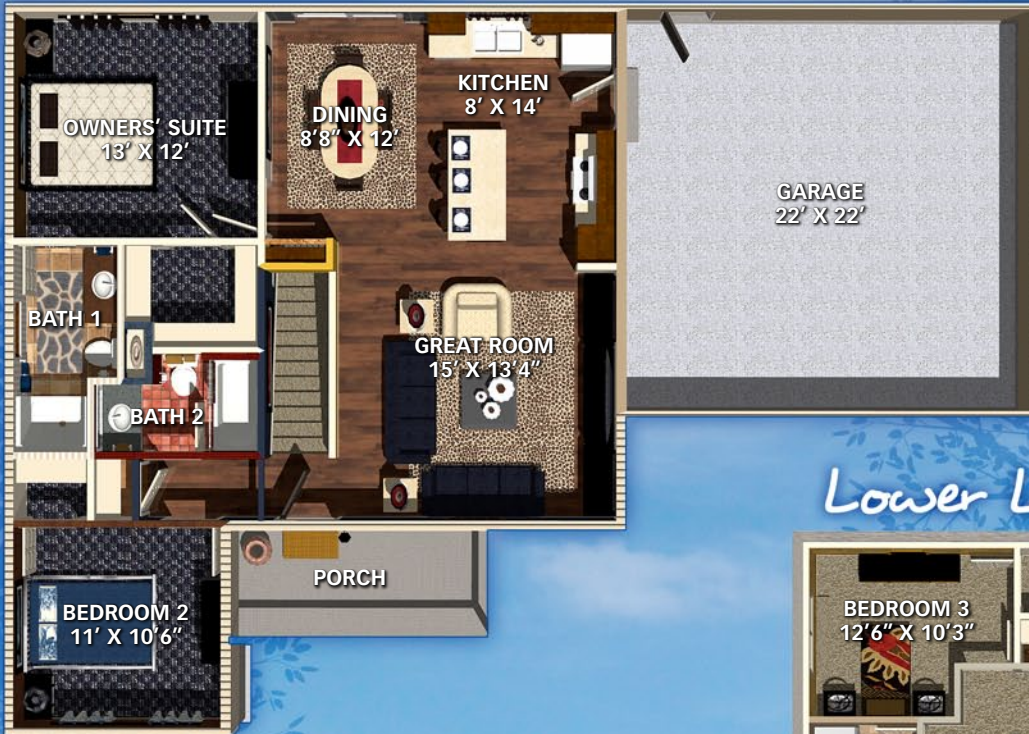 OWNERS' SUITE
13' X 12'
DINING
8'8" X 12'
KITCHEN
8' X 14'
GARAGE
22' X 22'
BATH 1
GREAT ROOM
15' X 13'4"
BATH 2
Lower L
PORCH
BEDROOM 2
11' X 10'6"
BEDROOM 3
12'6" X 10'3"